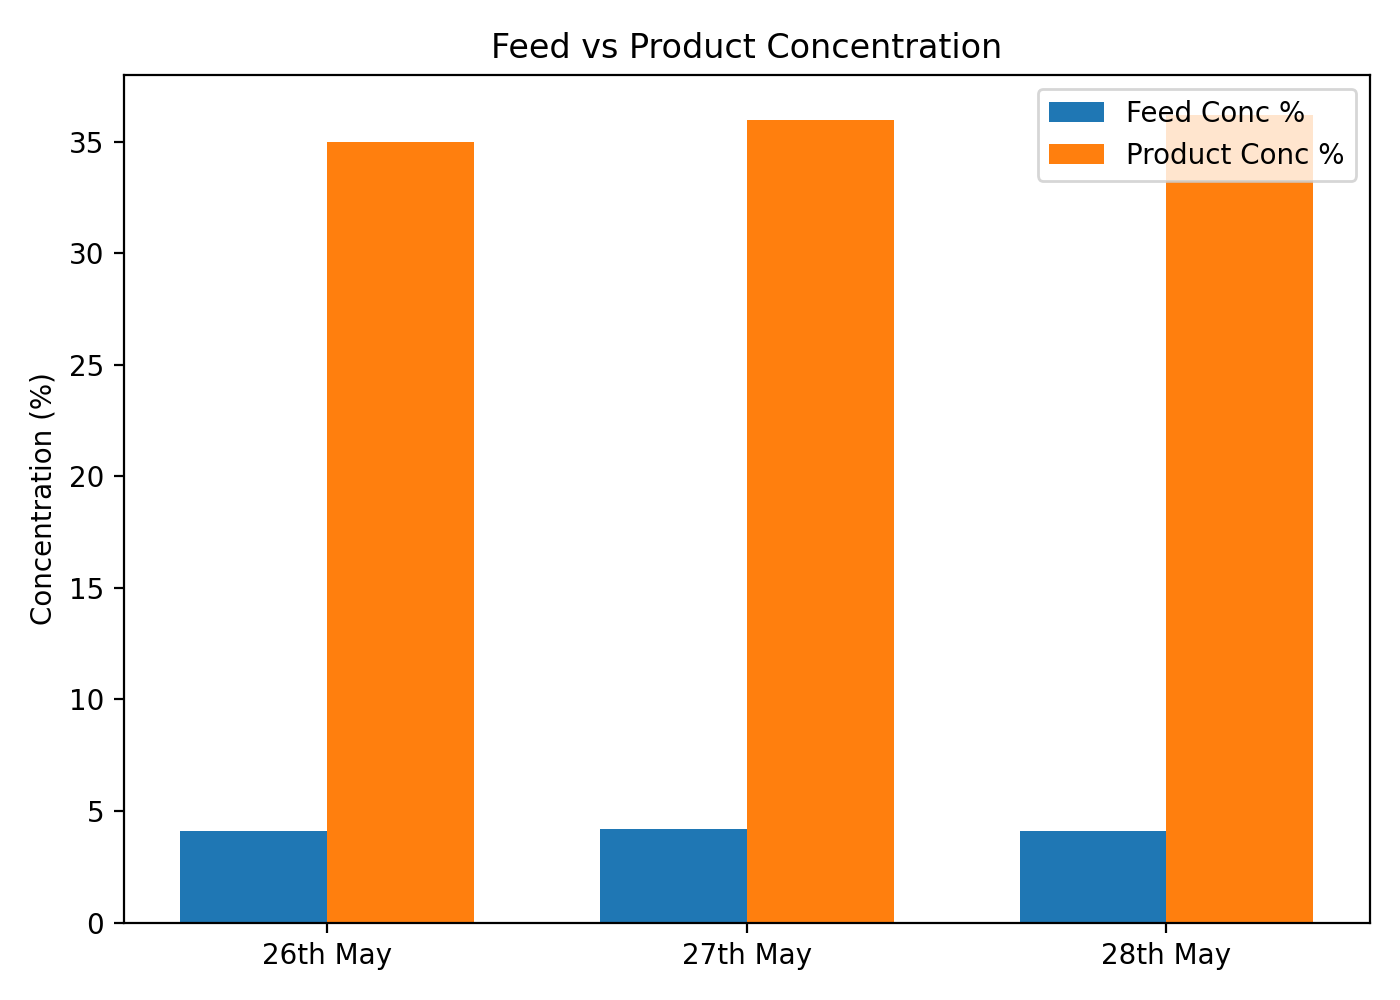 Feed vs Product Concentration
Feed Conc %
Product Conc %
Concentration (%)
35
30
25
20
15
10
5
0
26th May
27th May
28th May